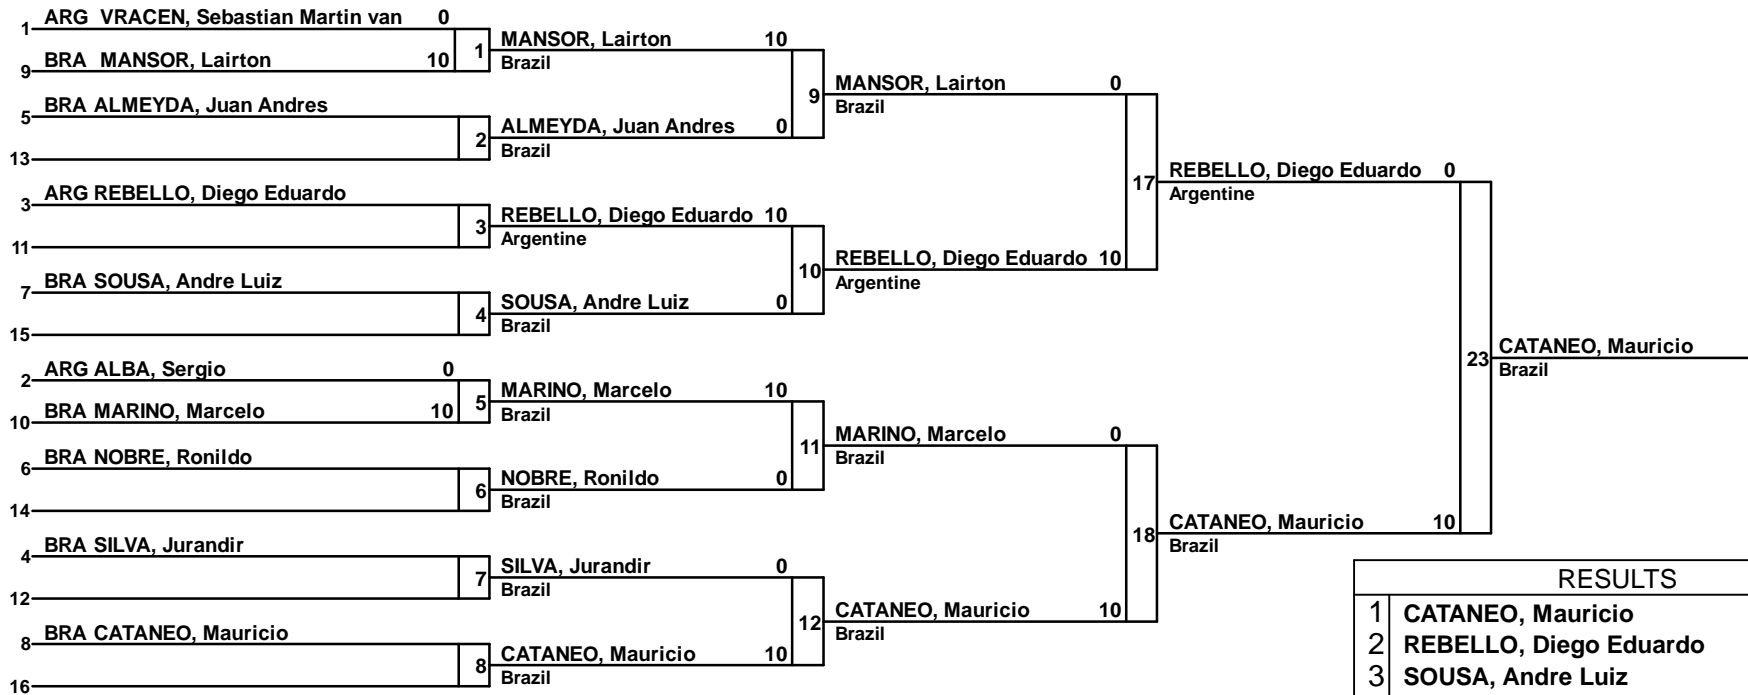 1 ARG VRACEN, Sebastian Martin van 0
9 BRA MANSOR, Lairton 10
1
5 BRA ALMEYDA, Juan Andres
13
2
3 ARG REBELLO, Diego Eduardo
11
3
7 BRA SOUSA, Andre Luiz
15
4
2 ARG ALBA, Sergio 0
10 BRA MARINO, Marcelo 10
5
6 BRA NOBRE, Ronildo
14
6
4 BRA SILVA, Jurandir
12
7
8 BRA CATANEO, Mauricio
16
8
MANSOR, Lairton 10
Brazil
9
ALMEYDA, Juan Andres 0
Brazil
REBELLO, Diego Eduardo 10
Argentine
10
SOUSA, Andre Luiz 0
Brazil
MARINO, Marcelo 10
Brazil
11
NOBRE, Ronildo 0
Brazil
SILVA, Jurandir 0
Brazil
12
CATANEO, Mauricio 10
Brazil
MANSOR, Lairton 0
Brazil
17
REBELLO, Diego Eduardo 10
Argentine
MARINO, Marcelo 0
Brazil
18
CATANEO, Mauricio 10
Brazil
REBELLO, Diego Eduardo 0
Argentine
23
CATANEO, Mauricio 10
Brazil
CATANEO, Mauricio
Brazil
RESULTS
1 CATANEO, Mauricio
2 REBELLO, Diego Eduardo
3 SOUSA, Andre Luiz